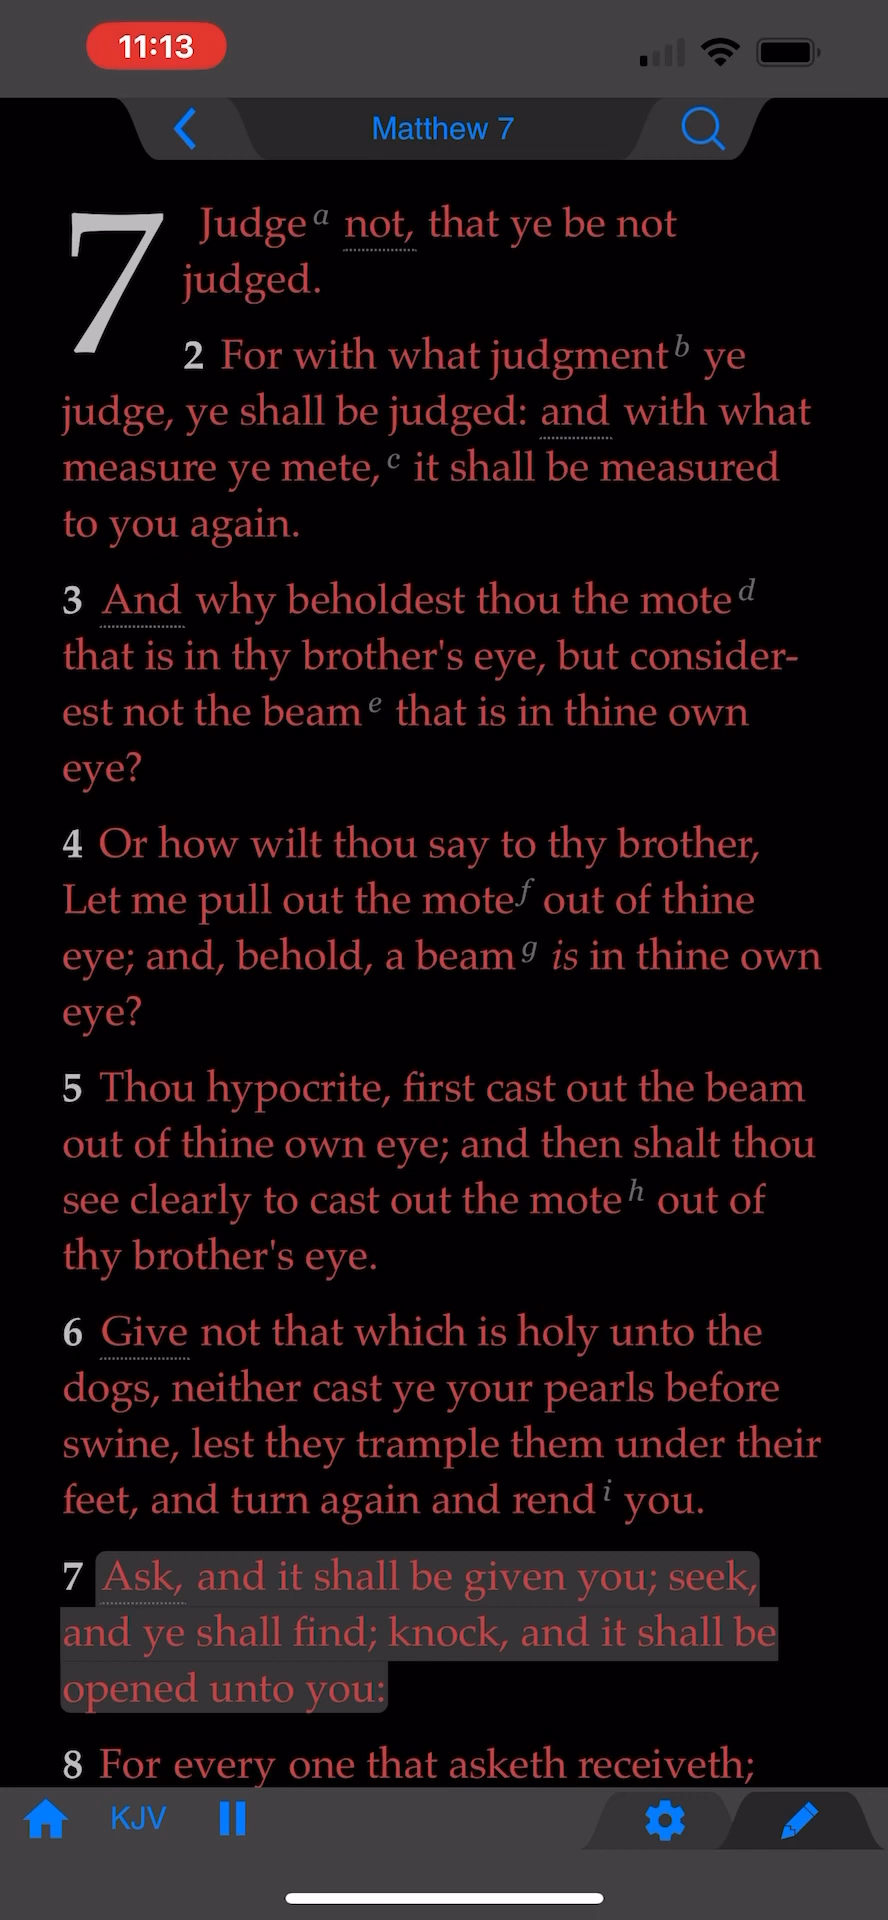 11:13
Matthew 7
7 Judge a not, that ye be not
judged.
2 For with what judgment b ye
judge, ye shall be judged: and with what
measure ye mete, c it shall be measured
to you again.
3 And why beholdest thou the mote d
that is in thy brother's eye, but consider-
est not the beam e that is in thine own
eye?
4 Or how wilt thou say to thy brother,
Let me pull out the mote f out of thine
eye; and, behold, a beam g is in thine own
eye?
5 Thou hypocrite, first cast out the beam
out of thine own eye; and then shalt thou
see clearly to cast out the mote h out of
thy brother's eye.
6 Give not that which is holy unto the
dogs, neither cast ye your pearls before
swine, lest they trample them under their
feet, and turn again and rend i you.
7 Ask, and it shall be given you; seek,
and ye shall find; knock, and it shall be
opened unto you:
8 For every one that asketh receiveth;
KJV